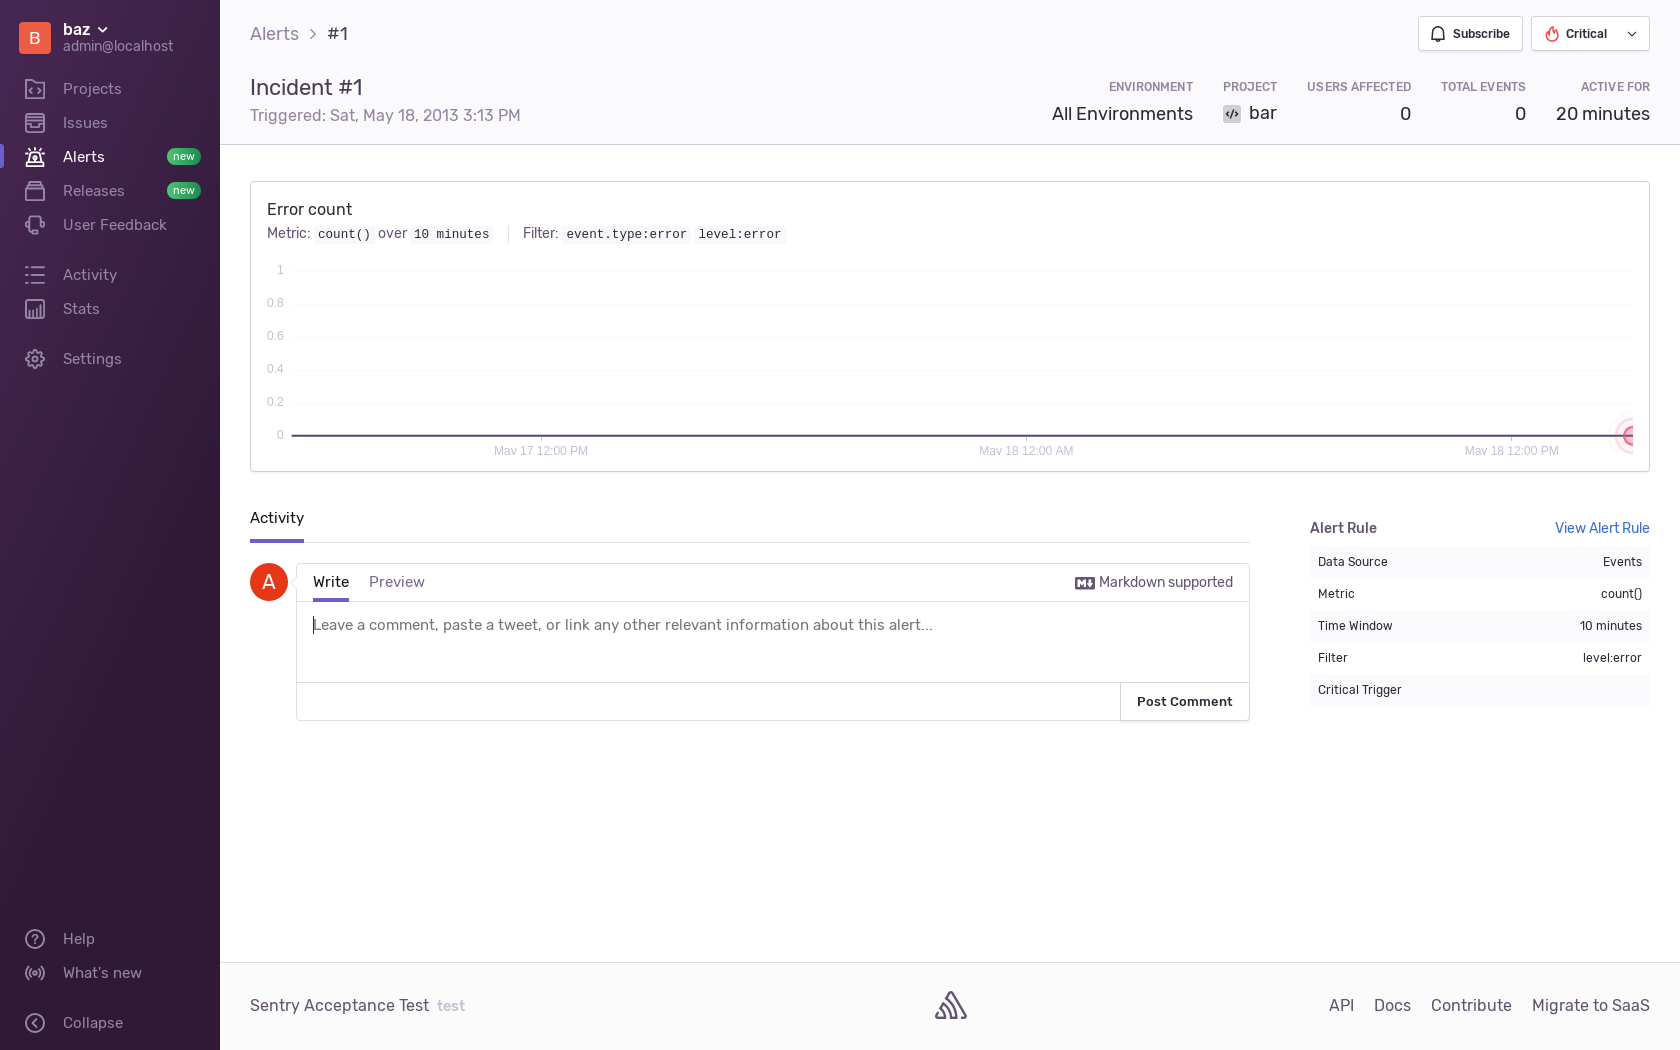 B
baz
admin@localhost
Projects
Issues
Alerts new
Releases new
User Feedback
Activity
Stats
Settings
Help
What's new
Collapse
Alerts > #1
Subscribe
Critical
Incident #1
Triggered: Sat, May 18, 2013 3:13 PM
ENVIRONMENT PROJECT USERS AFFECTED TOTAL EVENTS ACTIVE FOR
All Environments bar 0 0 20 minutes
Error count
Metric: count() over 10 minutes Filter: event.type:error level:error
1
0.8
0.6
0.4
0.2
0
May 17 12:00 PM May 18 12:00 AM May 18 12:00 PM
Activity
A
Write Preview Markdown supported
Leave a comment, paste a tweet, or link any other relevant information about this alert...
Post Comment
Alert Rule View Alert Rule
Data Source Events
Metric count()
Time Window 10 minutes
Filter level:error
Critical Trigger
Sentry Acceptance Test test
API Docs Contribute Migrate to SaaS